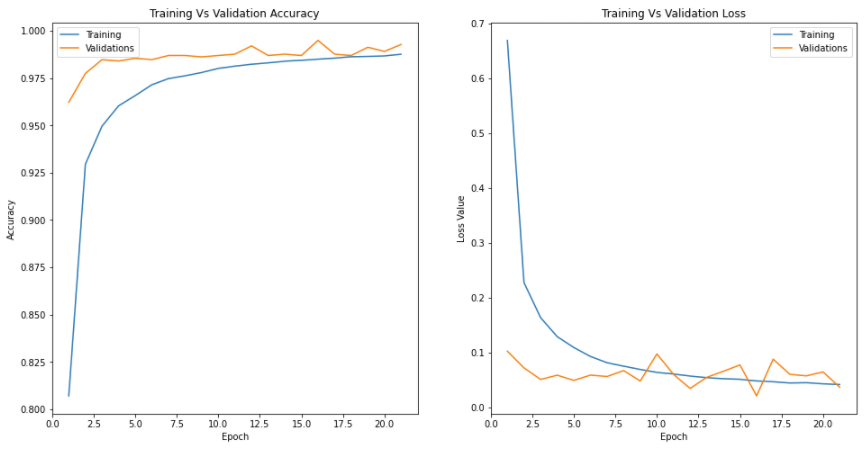 Training Vs Validation Accuracy
Training
Validations
1.000
0.975
0.950
0.925
0.900
0.875
0.850
0.825
0.800
Accuracy
0.0 2.5 5.0 7.5 10.0 12.5 15.0 17.5 20.0
Epoch
Training Vs Validation Loss
Training
Validations
0.7
0.6
0.5
0.4
0.3
0.2
0.1
0.0
Loss Value
0.0 2.5 5.0 7.5 10.0 12.5 15.0 17.5 20.0
Epoch